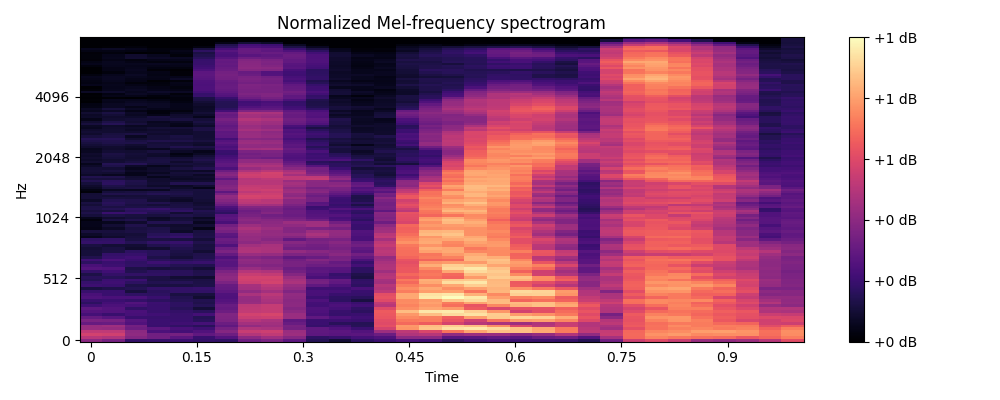 Normalized Mel-frequency spectrogram
Hz
4096
2048
1024
512
0
0 0.15 0.3 0.45 0.6 0.75 0.9
Time
+1 dB
+1 dB
+1 dB
+0 dB
+0 dB
+0 dB